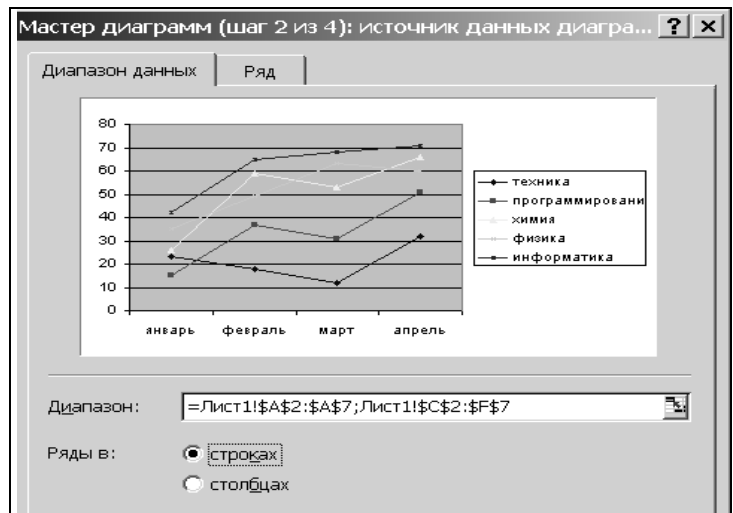 Мастер диаграмм (шаг 2 из 4): источник данных диагра... ? ×
Диапазон данных Ряд
80
70
60
50
40
30
20
10
0
январь февраль март апрель
техника
программировани
химия
физика
информатика
Диапазон: =Лист1!$A$2:$A$7;Лист1!$C$2:$F$7
Ряды в: строках
столбцах